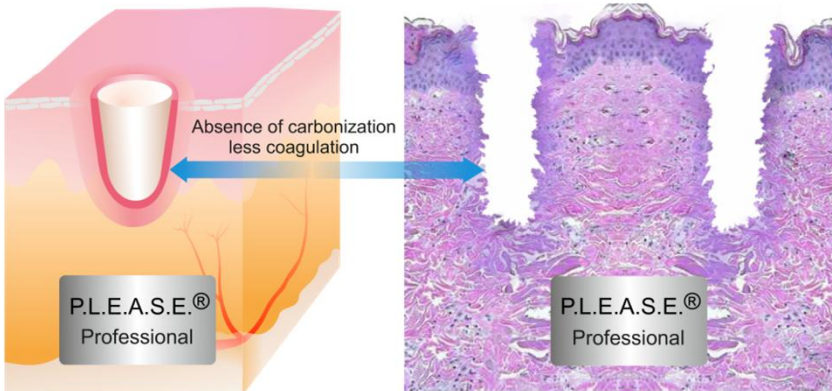 Absence of carbonization
less coagulation
P.L.E.A.S.E.®
Professional
P.L.E.A.S.E.®
Professional